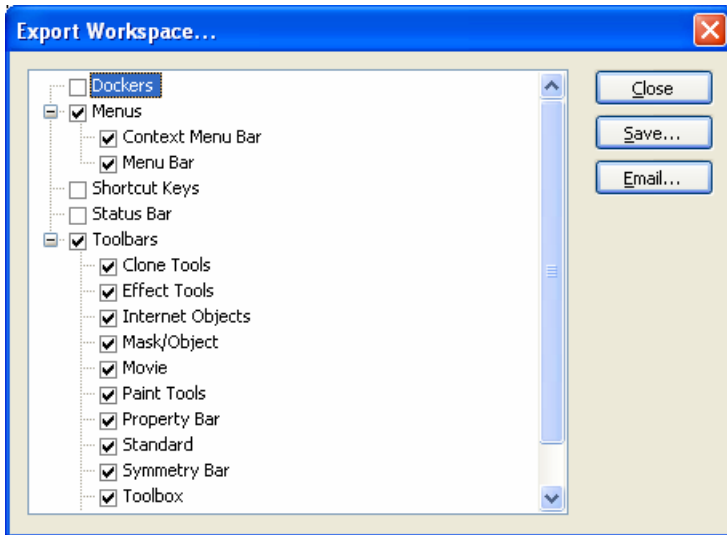 Export Workspace...
Dockers
Menus
Context Menu Bar
Menu Bar
Shortcut Keys
Status Bar
Toolbars
Clone Tools
Effect Tools
Internet Objects
Mask/Object
Movie
Paint Tools
Property Bar
Standard
Symmetry Bar
Toolbox
Close
Save...
Email...